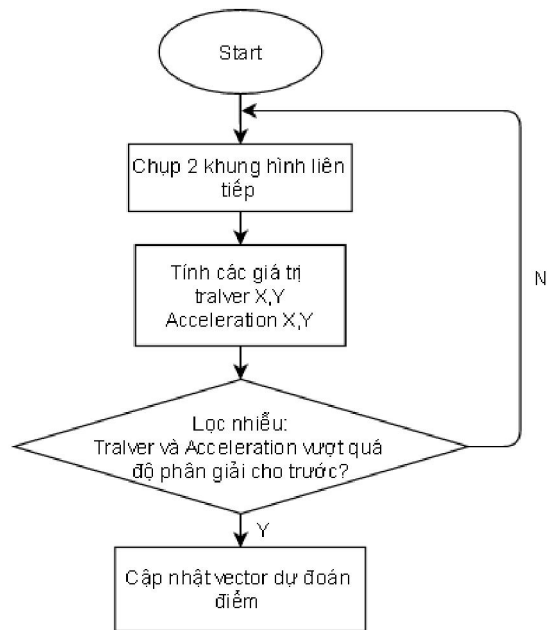 Start
Chụp 2 khung hình liên
tiếp
Tính các giá trị
tralver X,Y
Acceleration X,Y
N
Lọc nhiễu:
Tralver và Acceleration vượt quá
độ phân giải cho trước?
Y
Cập nhật vector dự đoán
điểm